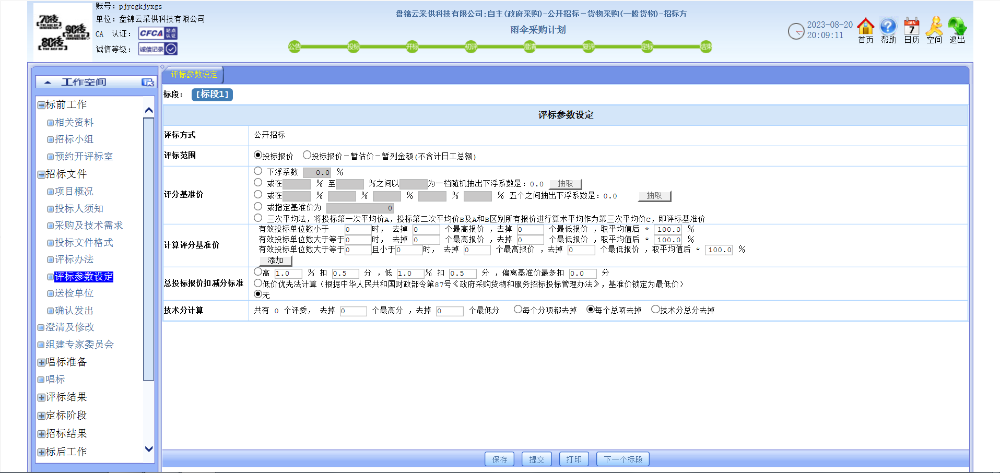 账号: pjycgkjyxgs
单位: 盘锦云采供科技有限公司
CA 认证: CFCA 站点认证
诚信等级: 诚信记录
70後
90後
80後
盘锦云采供科技有限公司:自主(政府采购)-公开招标-货物采购(一般货物)-招标方
雨伞采购计划
公告 投标 开标 初评 澄清 复评 定标 结束
2023-08-20
20:09:11
首页 帮助 日历 空间 退出
JAN
7
工作空间
标前工作
相关资料
招标小组
预约开评标室
招标文件
项目概况
投标人须知
采购及技术需求
投标文件格式
评标办法
评标参数设定
送检单位
确认发出
澄清及修改
组建专家委员会
唱标准备
唱标
评标结果
定标阶段
招标结果
标后工作
评标参数设定
标段: [标段1]
评标参数设定
评标方式 公开招标
评标范围 投标报价 投标报价-暂估价-暂列金额(不含计日工总额)
评分基准价
下浮系数 0.0 %
或在 % 至 %之间以 为一档随机抽出下浮系数是: 0.0 抽取
或在 % % % % % 五个之间抽出下浮系数是: 0.0 抽取
或指定基准价为 0
三次平均法, 将投标第一次平均价A, 投标第二次平均价B及A和B区别所有报价进行算术平均作为第三次平均价C, 即评标基准价
计算评分基准价
有效投标单位数小于 0 时, 去掉 0 个最高报价 , 去掉 0 个最低报价 , 取平均值后 * 100.0 %
有效投标单位数大于等于 0 时, 去掉 0 个最高报价 , 去掉 0 个最低报价 , 取平均值后 * 100.0 %
有效投标单位数大于等于 0 且小于 0 时, 去掉 0 个最高报价 , 去掉 0 个最低报价 , 取平均值后 * 100.0 %
添加
总投标报价扣减分标准
高 1.0 % 扣 0.5 分 , 低 1.0 % 扣 0.5 分 , 偏离基准价最多扣 0.0 分
低价优先法计算(根据中华人民共和国财政部令第87号《政府采购货物和服务招标投标管理办法》, 基准价锁定为最低价)
无
技术分计算 共有 0 个评委, 去掉 0 个最高分 , 去掉 0 个最低分 每个分项都去掉 每个总项去掉 技术分总分去掉
保存 提交 打印 下一个标段